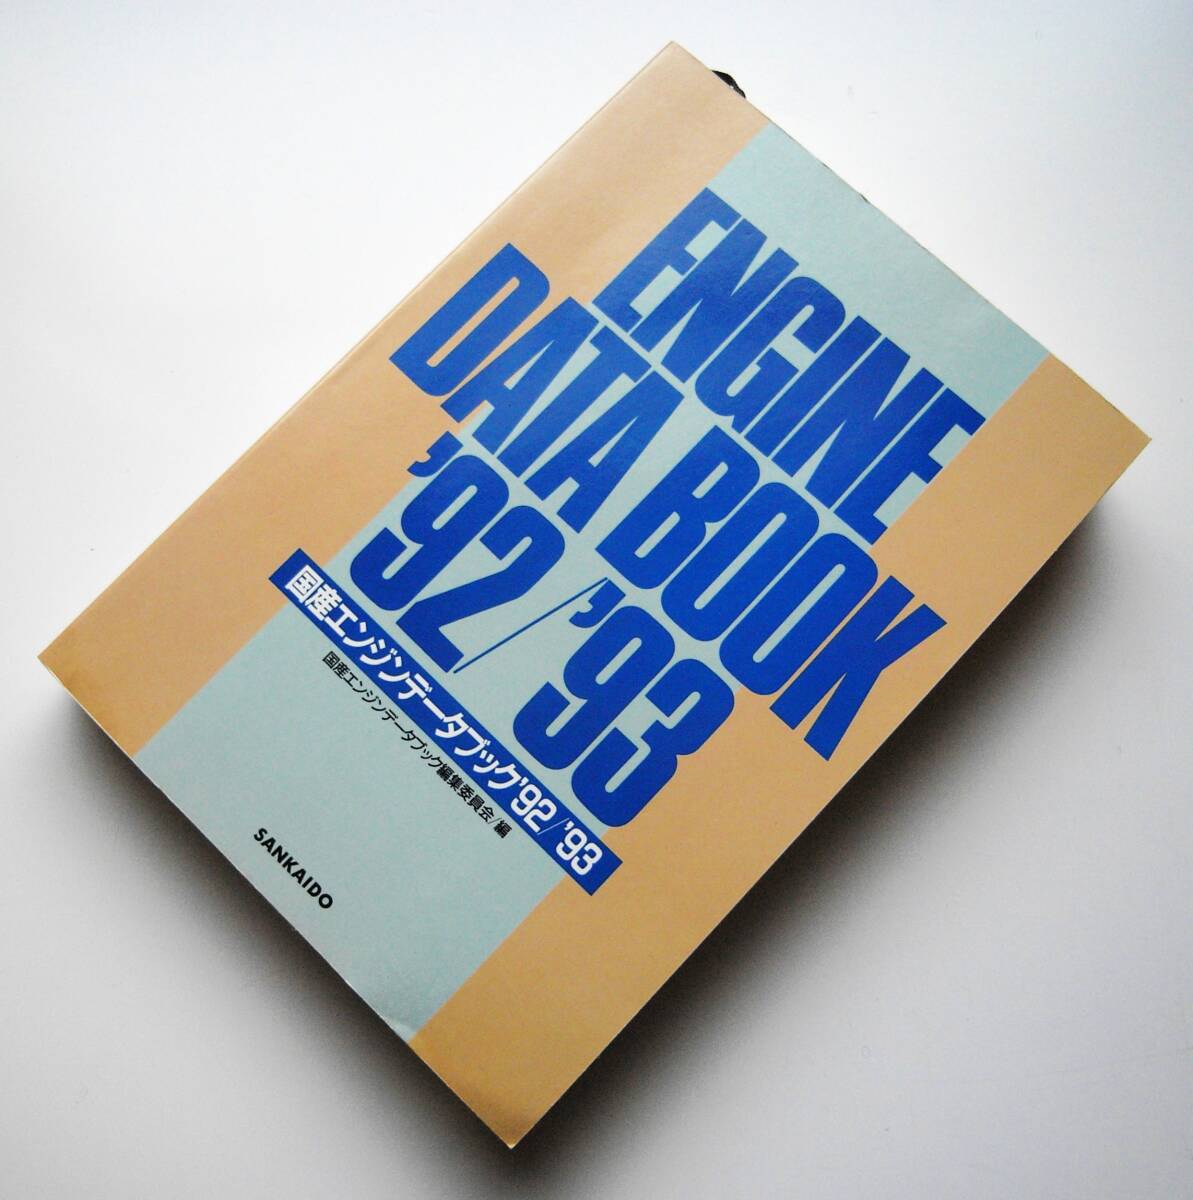 ENGINE
DATA BOOK
'92/'93
国産エンジンデータブック'92/'93
国産エンジンデータブック編集委員会/編
SANKAIDO